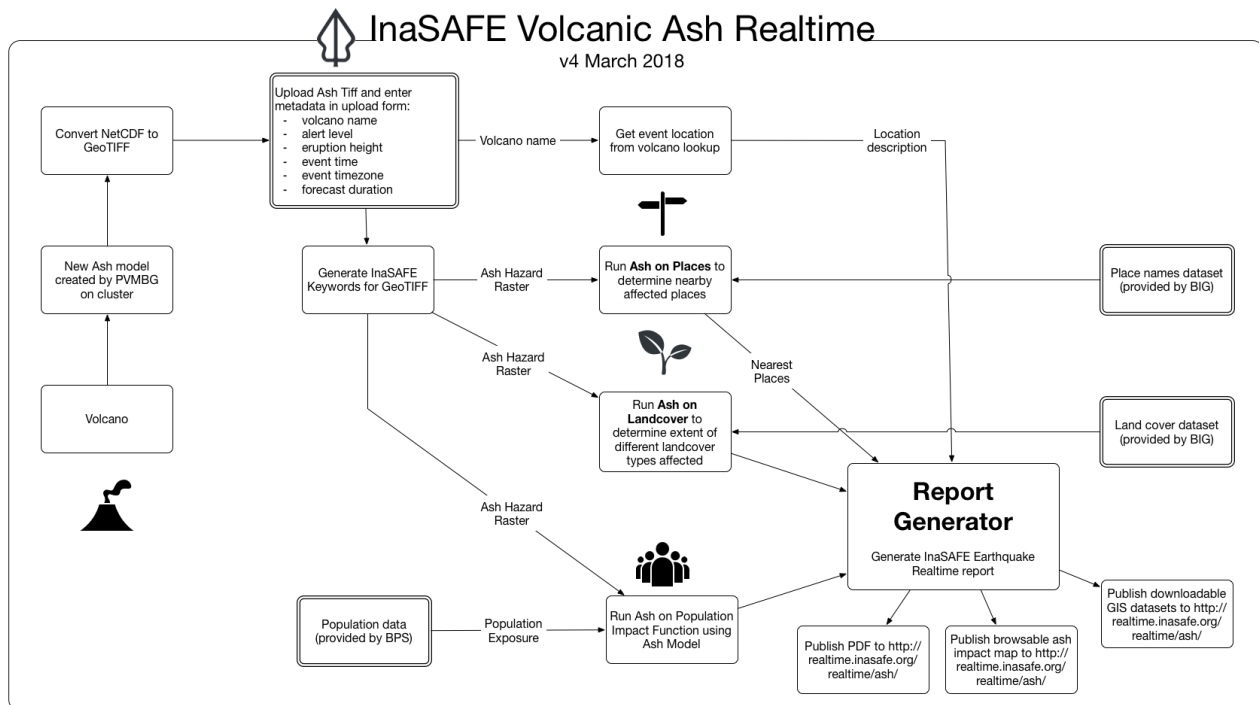 InaSAFE Volcanic Ash Realtime
v4 March 2018
Upload Ash Tiff and enter
metadata in upload form:
- volcano name
- alert level
- eruption height
- event time
- event timezone
- forecast duration
Convert NetCDF to
GeoTIFF
Volcano name
Get event location
from volcano lookup
Location
description
New Ash model
created by PVMBG
on cluster
Generate InaSAFE
Keywords for GeoTIFF
Ash Hazard
Raster
Run Ash on Places to
determine nearby
affected places
Place names dataset
(provided by BIG)
Ash Hazard
Raster
Nearest
Places
Volcano
Run Ash on
Landcover to
determine extent of
different landcover
types affected
Land cover dataset
(provided by BIG)
Ash Hazard
Raster
Report
Generator
Generate InaSAFE Earthquake
Realtime report
Population data
(provided by BPS)
Population
Exposure
Run Ash on Population
Impact Function using
Ash Model
Publish PDF to http://
realtime.inasafe.org/
realtime/ash/
Publish browsable ash
impact map to http://
realtime.inasafe.org/
realtime/ash/
Publish downloadable
GIS datasets to http://
realtime.inasafe.org/
realtime/ash/